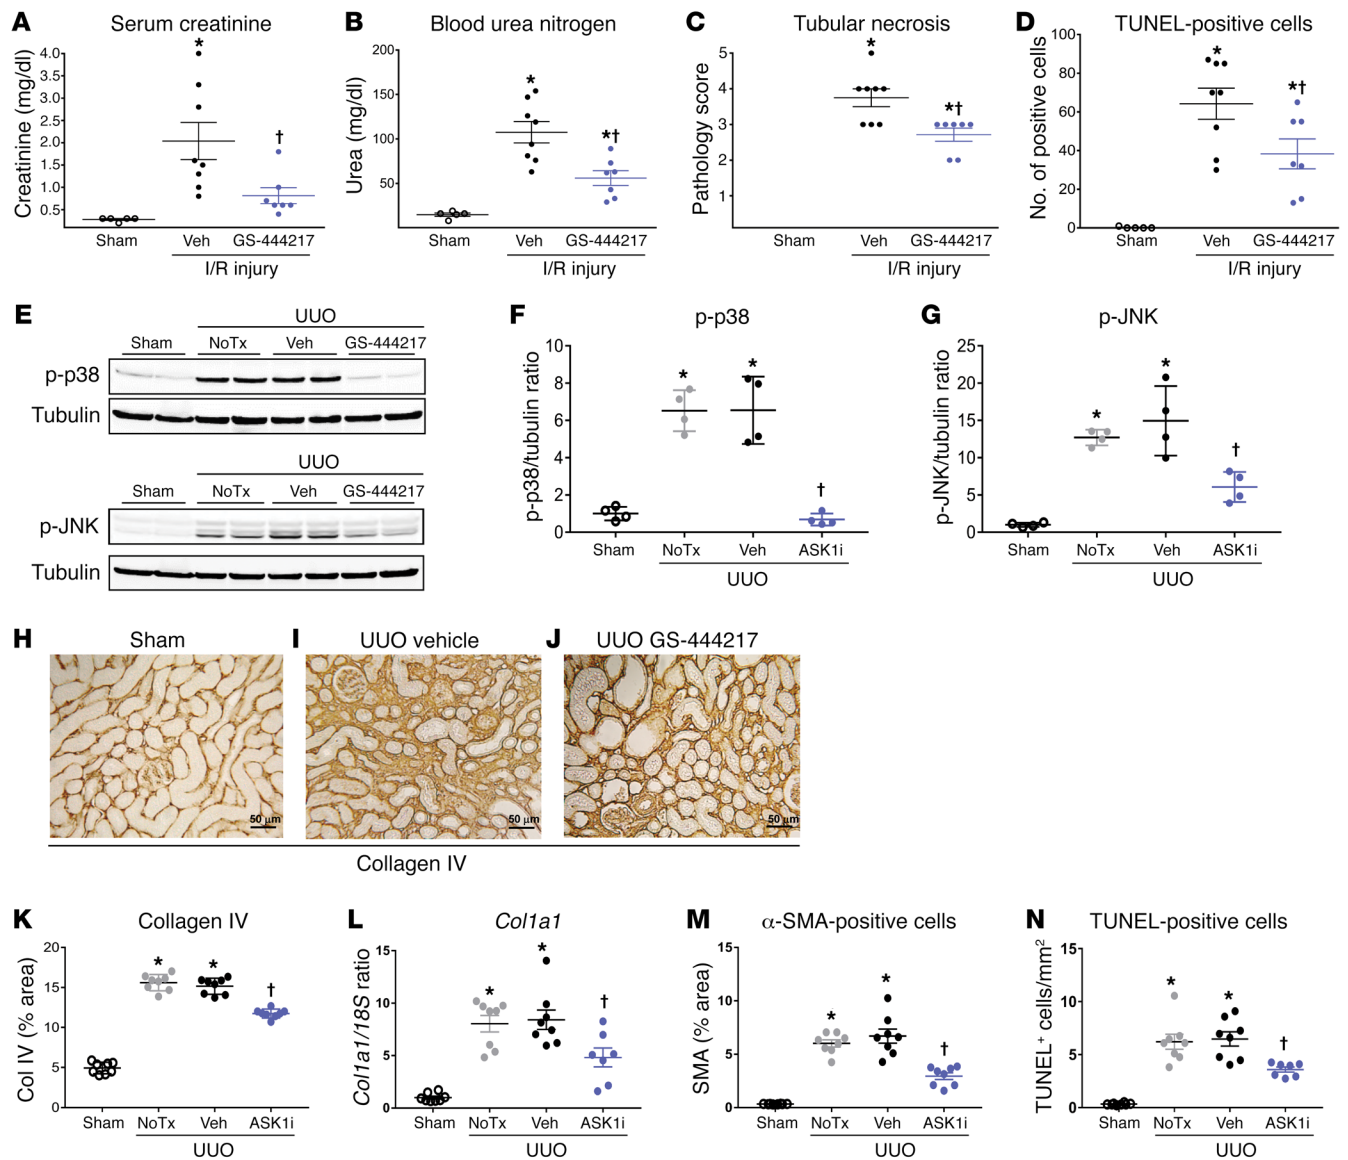 A Serum creatinine
Creatinine (mg/dl)
4.0
3.5
3.0
2.5
2.0
1.5
1.0
0.5
*
†
Sham Veh GS-444217
I/R injury
B Blood urea nitrogen
Urea (mg/dl)
200
150
100
50
*
*†
Sham Veh GS-444217
I/R injury
C Tubular necrosis
Pathology score
5
4
3
2
1
*
*†
Sham Veh GS-444217
I/R injury
D TUNEL-positive cells
No. of positive cells
100
80
60
40
20
0
*
*†
Sham Veh GS-444217
I/R injury
E
UUO
Sham NoTx Veh GS-444217
p-p38
Tubulin
UUO
Sham NoTx Veh GS-444217
p-JNK
Tubulin
F p-p38
p-p38/tubulin ratio
10
8
6
4
2
0
* * †
Sham NoTx Veh ASK1i
UUO
G p-JNK
p-JNK/tubulin ratio
25
20
15
10
5
0
* * †
Sham NoTx Veh ASK1i
UUO
H Sham
50 μm
I UUO vehicle
50 μm
J UUO GS-444217
50 μm
Collagen IV
K Collagen IV
Col IV (% area)
20
15
10
5
0
* * †
Sham NoTx Veh ASK1i
UUO
L Col1a1
Col1a1/18S ratio
15
10
5
0
* * †
Sham NoTx Veh ASK1i
UUO
M α-SMA-positive cells
SMA (% area)
15
10
5
0
* * †
Sham NoTx Veh ASK1i
UUO
N TUNEL-positive cells
TUNEL⁺ cells/mm²
15
10
5
0
* * †
Sham NoTx Veh ASK1i
UUO